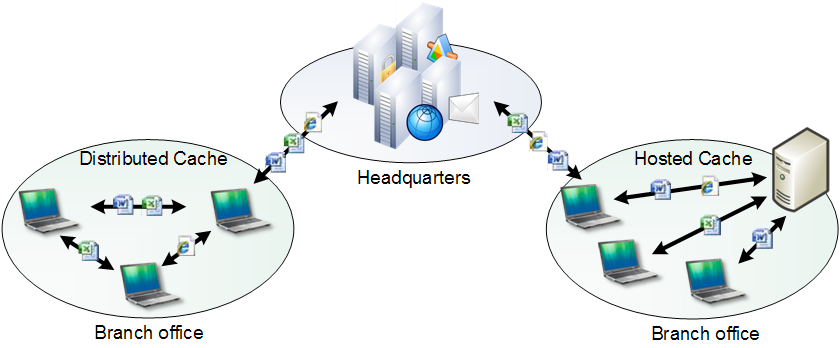 Distributed Cache
Headquarters
Hosted Cache
Branch office
Branch office